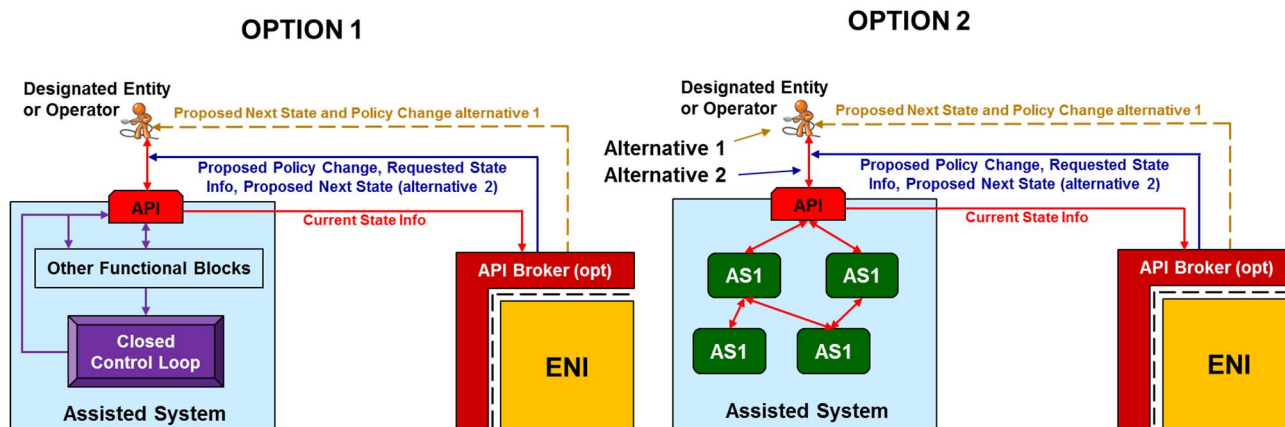 OPTION 1
Designated Entity
or Operator
Proposed Next State and Policy Change alternative 1
Proposed Policy Change, Requested State
Info, Proposed Next State (alternative 2)
API
Current State Info
Other Functional Blocks
API Broker (opt)
Closed
Control Loop
ENI
Assisted System
OPTION 2
Designated Entity
or Operator
Proposed Next State and Policy Change alternative 1
Alternative 1
Alternative 2
Proposed Policy Change, Requested State
Info, Proposed Next State (alternative 2)
API
Current State Info
AS1
AS1
API Broker (opt)
AS1
AS1
ENI
Assisted System